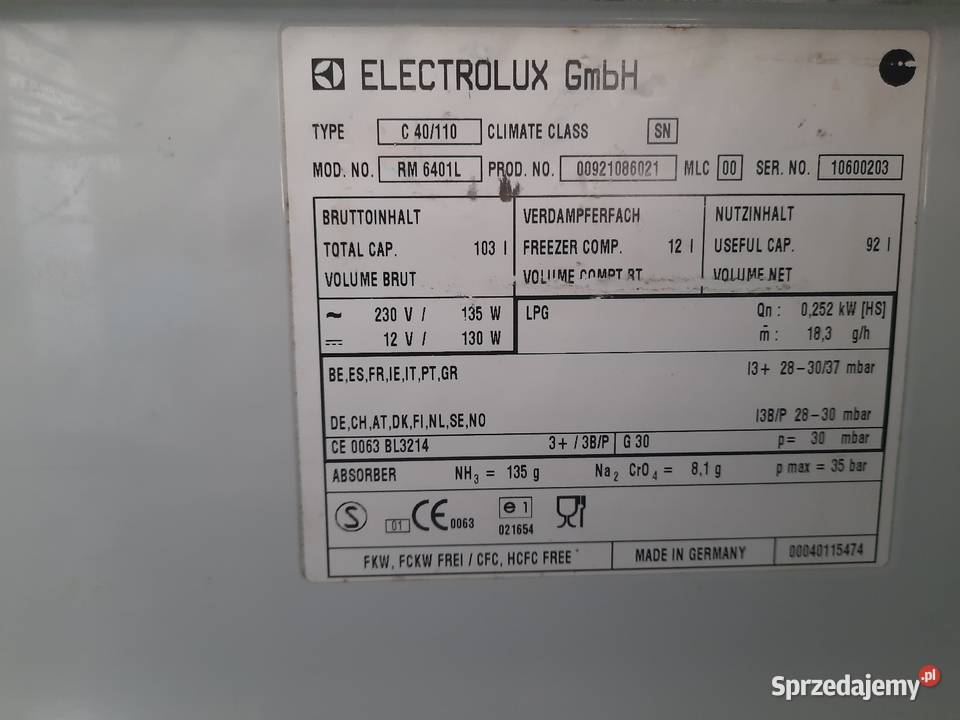 ELECTROLUX GmbH
TYPE C 40/110 CLIMATE CLASS SN
MOD. NO. RM 6401L PROD. NO. 00921086021 MLC 00 SER. NO. 10600203
BRUTTOINHALT VERDAMPFERFACH NUTZINHALT
TOTAL CAP. 103 l FREEZER COMP. 12 l USEFUL CAP. 92 l
VOLUME BRUT VOLUME COMPT BT VOLUME NET
~ 230 V / 135 W LPG Qn : 0,252 kW [HS]
⎓ 12 V / 130 W ṁ : 18,3 g/h
BE,ES,FR,IE,IT,PT,GR I3+ 28-30/37 mbar
DE,CH,AT,DK,FI,NL,SE,NO I3B/P 28-30 mbar
CE 0063 BL3214 3+ / 3B/P G 30 p= 30 mbar
ABSORBER NH3 = 135 g Na2 CrO4 = 8,1 g p max = 35 bar
S 01 CE 0063 e 1
021654
FKW, FCKW FREI / CFC, HCFC FREE MADE IN GERMANY 00040115474
Sprzedajemy.pl